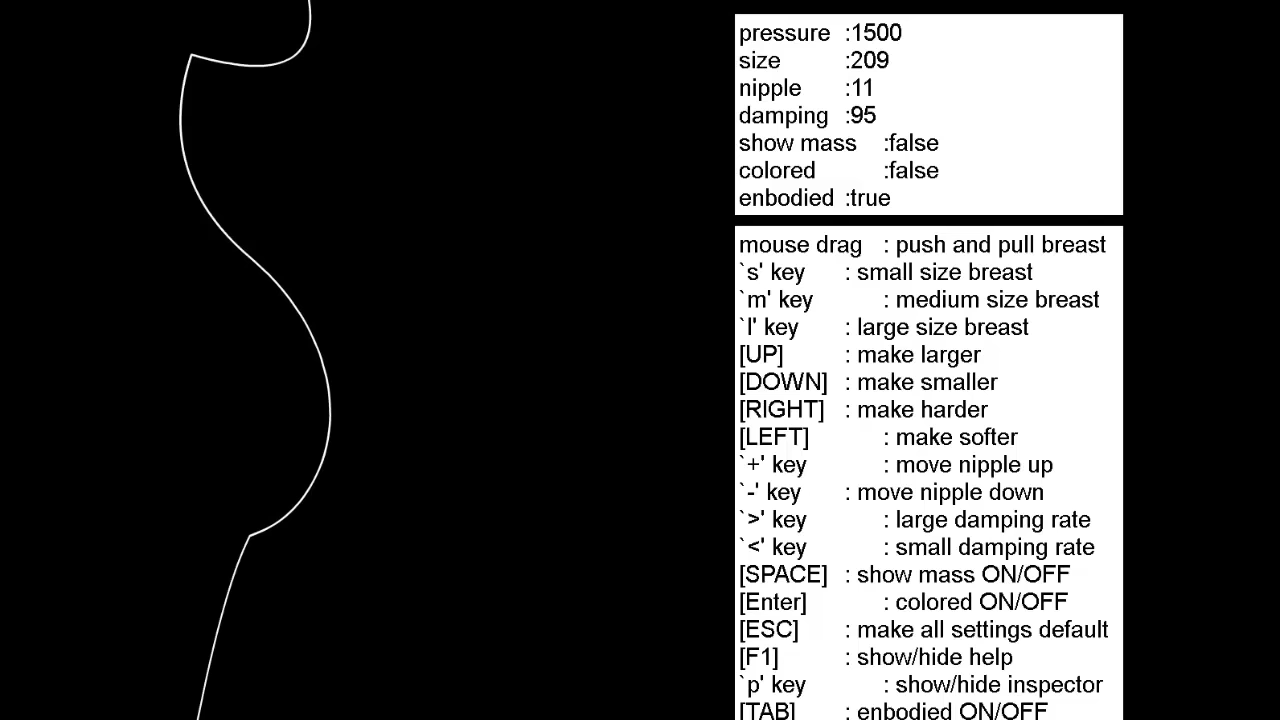 pressure :1500
size :209
nipple :11
damping :95
show mass :false
colored :false
enbodied :true
mouse drag : push and pull breast
`s' key : small size breast
`m' key : medium size breast
`l' key : large size breast
[UP] : make larger
[DOWN] : make smaller
[RIGHT] : make harder
[LEFT] : make softer
`+' key : move nipple up
`-' key : move nipple down
`>' key : large damping rate
`<' key : small damping rate
[SPACE] : show mass ON/OFF
[Enter] : colored ON/OFF
[ESC] : make all settings default
[F1] : show/hide help
`p' key : show/hide inspector
[TAB] : enbodied ON/OFF